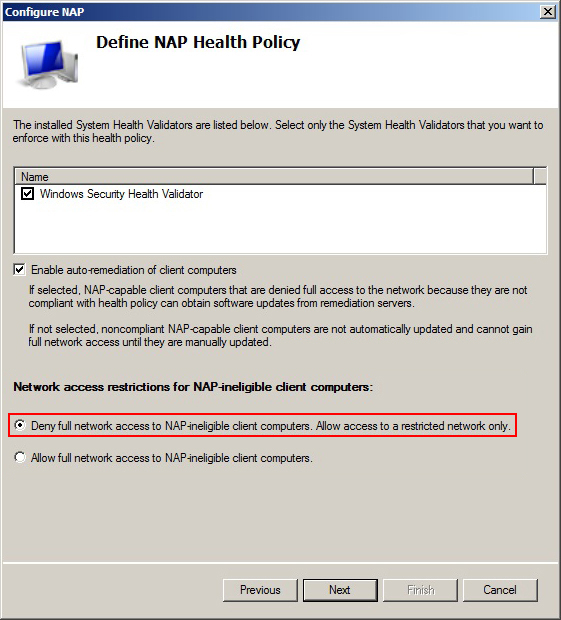 Configure NAP
Define NAP Health Policy
The installed System Health Validators are listed below. Select only the System Health Validators that you want to
enforce with this health policy.
Name
Windows Security Health Validator
Enable auto-remediation of client computers
If selected, NAP-capable client computers that are denied full access to the network because they are not
compliant with health policy can obtain software updates from remediation servers.
If not selected, noncompliant NAP-capable client computers are not automatically updated and cannot gain
full network access until they are manually updated.
Network access restrictions for NAP-ineligible client computers:
Deny full network access to NAP-ineligible client computers. Allow access to a restricted network only.
Allow full network access to NAP-ineligible client computers.
Previous
Next
Finish
Cancel